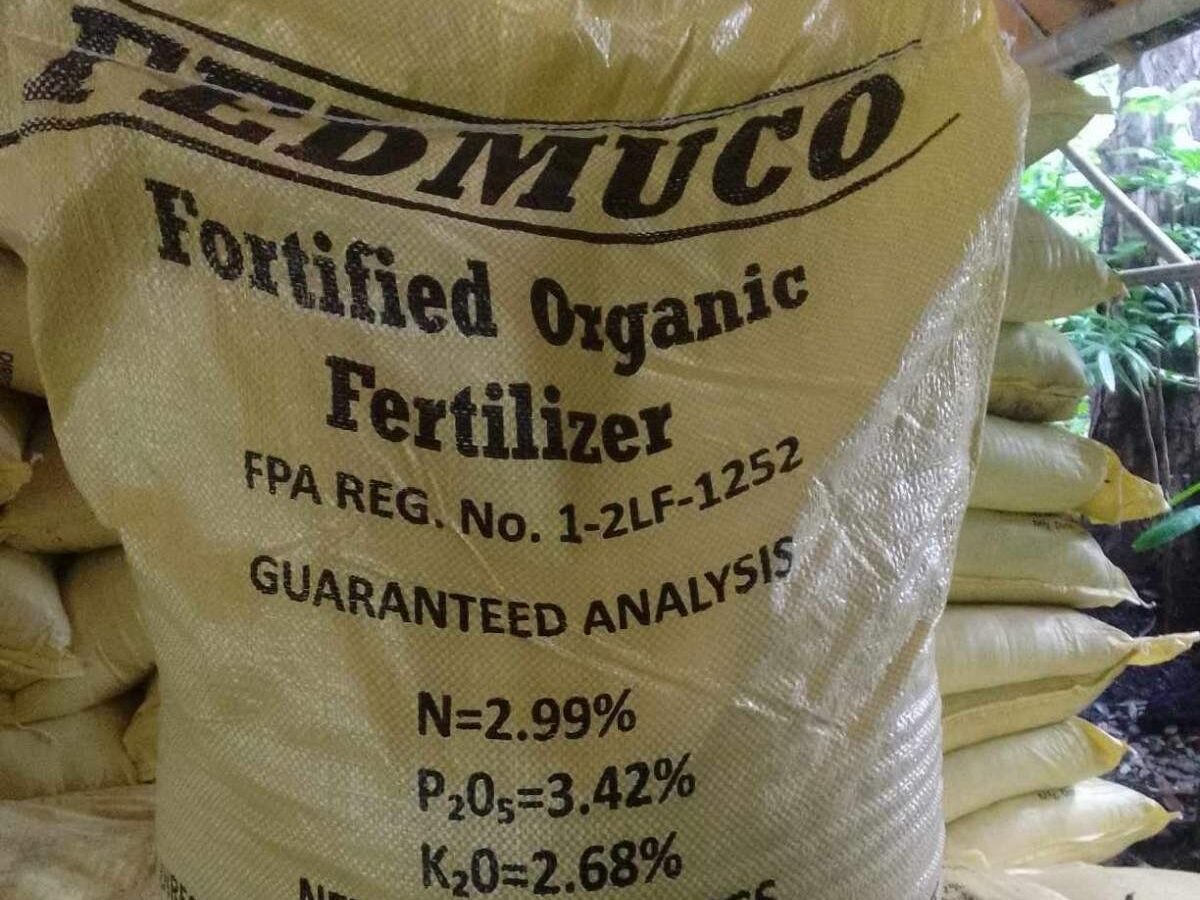 FEDMUCO
Fortified Organic
Fertilizer
FPA REG. No. 1-2LF-1252
GUARANTEED ANALYSIS
N=2.99%
P₂O₅=3.42%
K₂O=2.68%